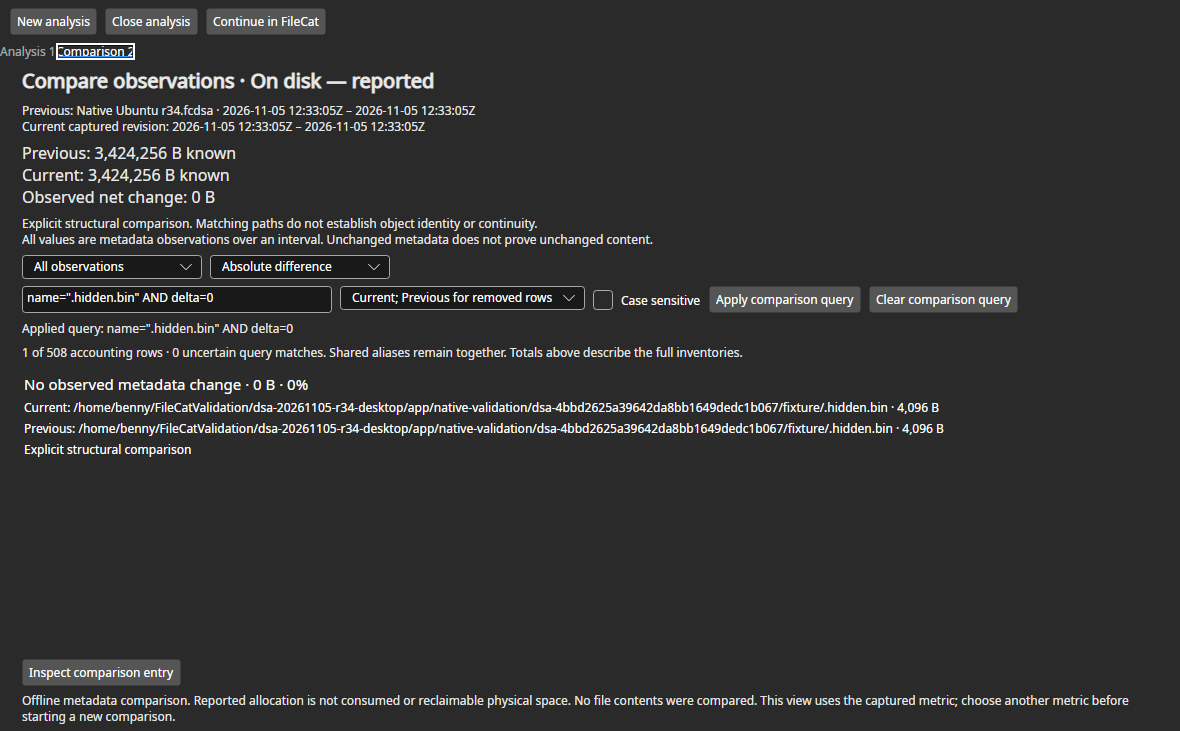 New analysis Close analysis Continue in FileCat
Analysis 1 Comparison 2
Compare observations · On disk — reported
Previous: Native Ubuntu r34.fcdsa · 2026-11-05 12:33:05Z – 2026-11-05 12:33:05Z
Current captured revision: 2026-11-05 12:33:05Z – 2026-11-05 12:33:05Z
Previous: 3,424,256 B known
Current: 3,424,256 B known
Observed net change: 0 B
Explicit structural comparison. Matching paths do not establish object identity or continuity.
All values are metadata observations over an interval. Unchanged metadata does not prove unchanged content.
All observations Absolute difference
name=".hidden.bin" AND delta=0 Current; Previous for removed rows Case sensitive Apply comparison query Clear comparison query
Applied query: name=".hidden.bin" AND delta=0
1 of 508 accounting rows · 0 uncertain query matches. Shared aliases remain together. Totals above describe the full inventories.
No observed metadata change · 0 B · 0%
Current: /home/benny/FileCatValidation/dsa-20261105-r34-desktop/app/native-validation/dsa-4bbd2625a39642da8bb1649dedc1b067/fixture/.hidden.bin · 4,096 B
Previous: /home/benny/FileCatValidation/dsa-20261105-r34-desktop/app/native-validation/dsa-4bbd2625a39642da8bb1649dedc1b067/fixture/.hidden.bin · 4,096 B
Explicit structural comparison
Inspect comparison entry
Offline metadata comparison. Reported allocation is not consumed or reclaimable physical space. No file contents were compared. This view uses the captured metric; choose another metric before
starting a new comparison.